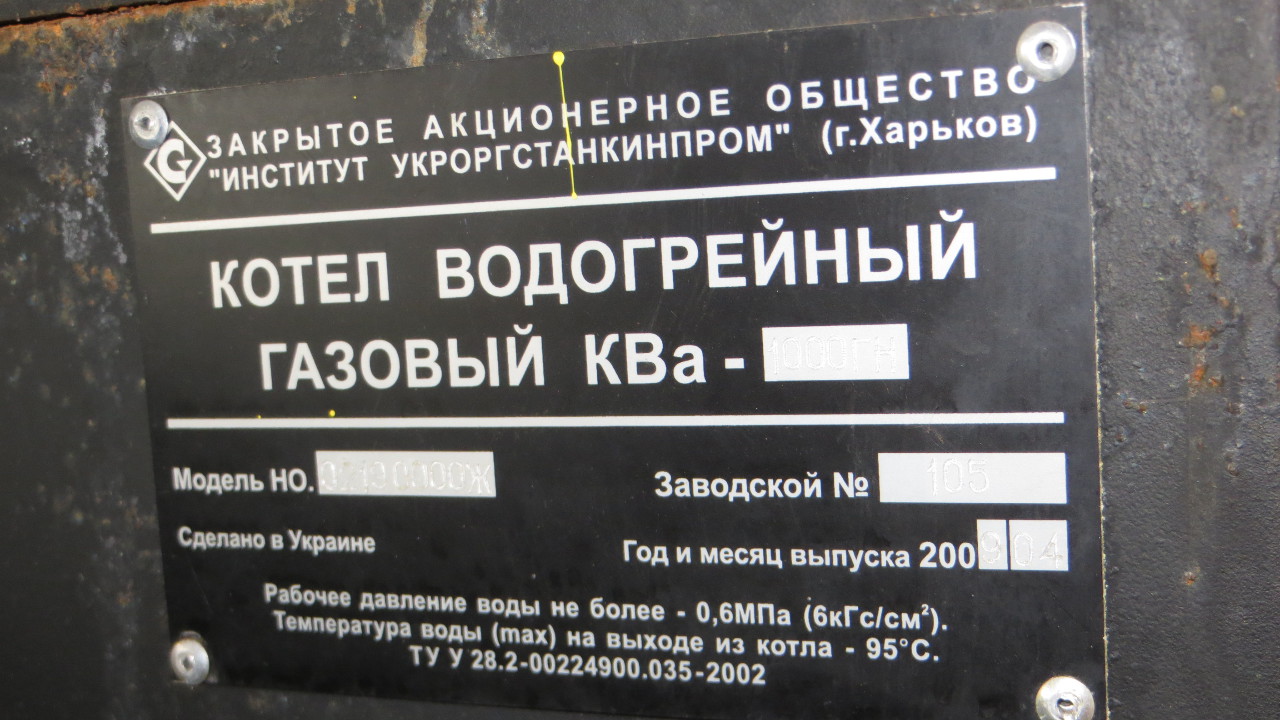 ЗАКРЫТОЕ АКЦИОНЕРНОЕ ОБЩЕСТВО
"ИНСТИТУТ УКРОРГСТАНКИНПРОМ" (г.Харьков)
КОТЕЛ ВОДОГРЕЙНЫЙ
ГАЗОВЫЙ КВа - 1000ГН
Модель НО.
Заводской № 105
Сделано в Украине
Год и месяц выпуска 2009 04
Рабочее давление воды не более - 0,6МПа (6кГс/см²).
Температура воды (max) на выходе из котла - 95°С.
ТУ У 28.2-00224900.035-2002